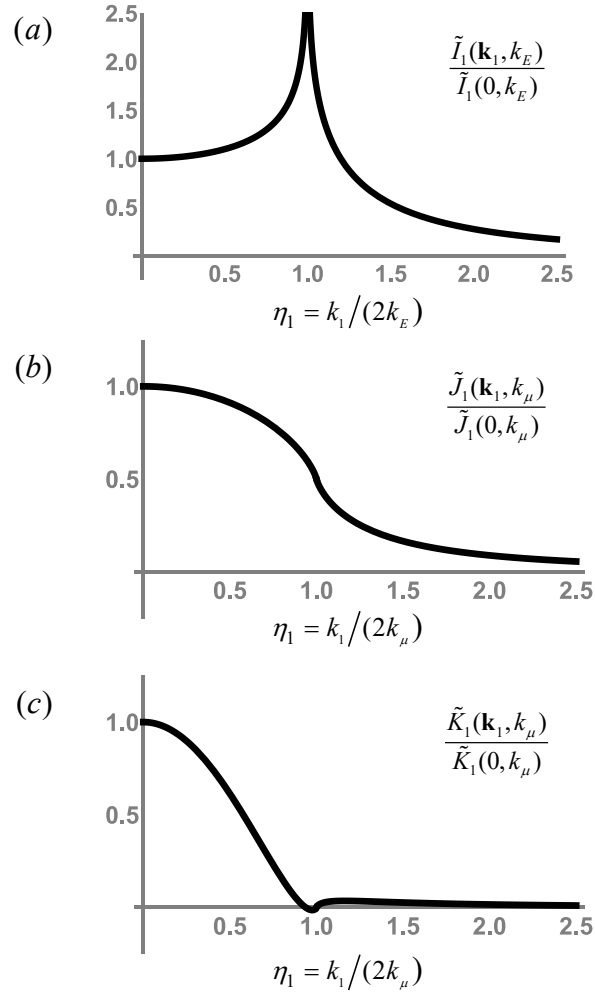 (a)
2.5
2.0
1.5
1.0
0.5
Ĩ₁(𝐤₁, k_E)
Ĩ₁(0, k_E)
0.5 1.0 1.5 2.0 2.5
η₁ = k₁/(2k_E)
(b)
1.0
0.5
J̃₁(𝐤₁, k_μ)
J̃₁(0, k_μ)
0.5 1.0 1.5 2.0 2.5
η₁ = k₁/(2k_μ)
(c)
1.0
0.5
K̃₁(𝐤₁, k_μ)
K̃₁(0, k_μ)
0.5 1.0 1.5 2.0 2.5
η₁ = k₁/(2k_μ)